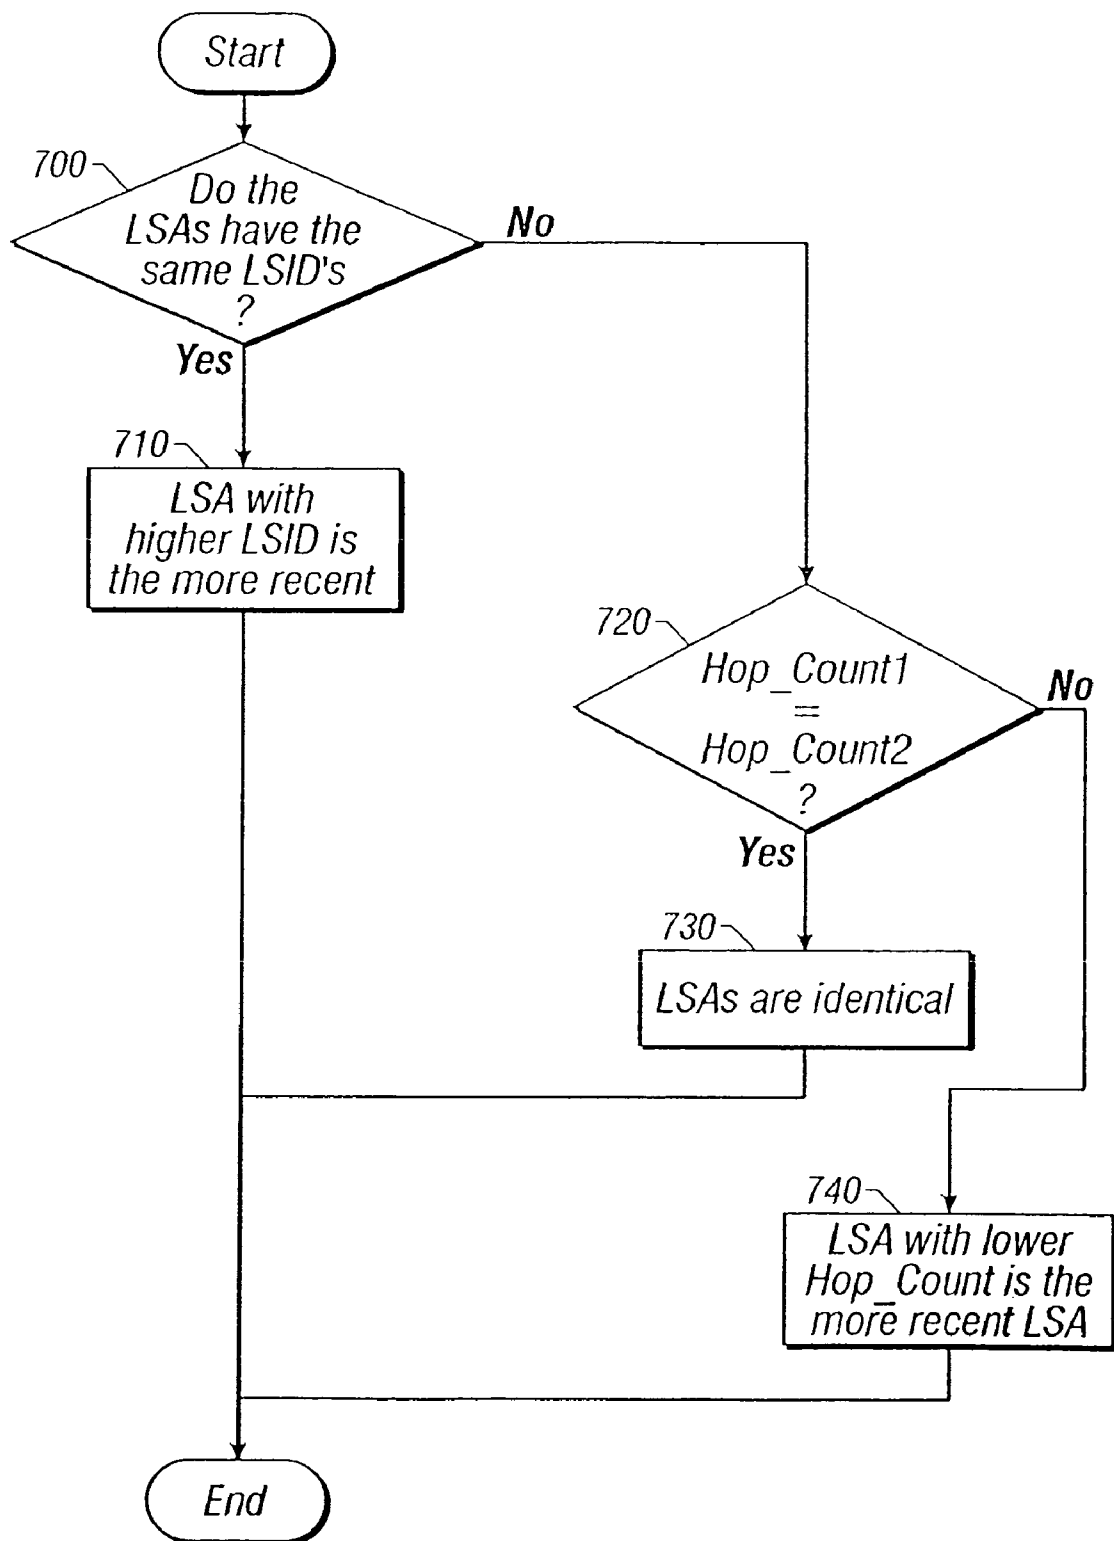 Start
700
Do the
LSAs have the
same LSID's
?
No
Yes
710
LSA with
higher LSID is
the more recent
720
Hop_Count1
=
Hop_Count2
?
No
Yes
730
LSAs are identical
740
LSA with lower
Hop_Count is the
more recent LSA
End